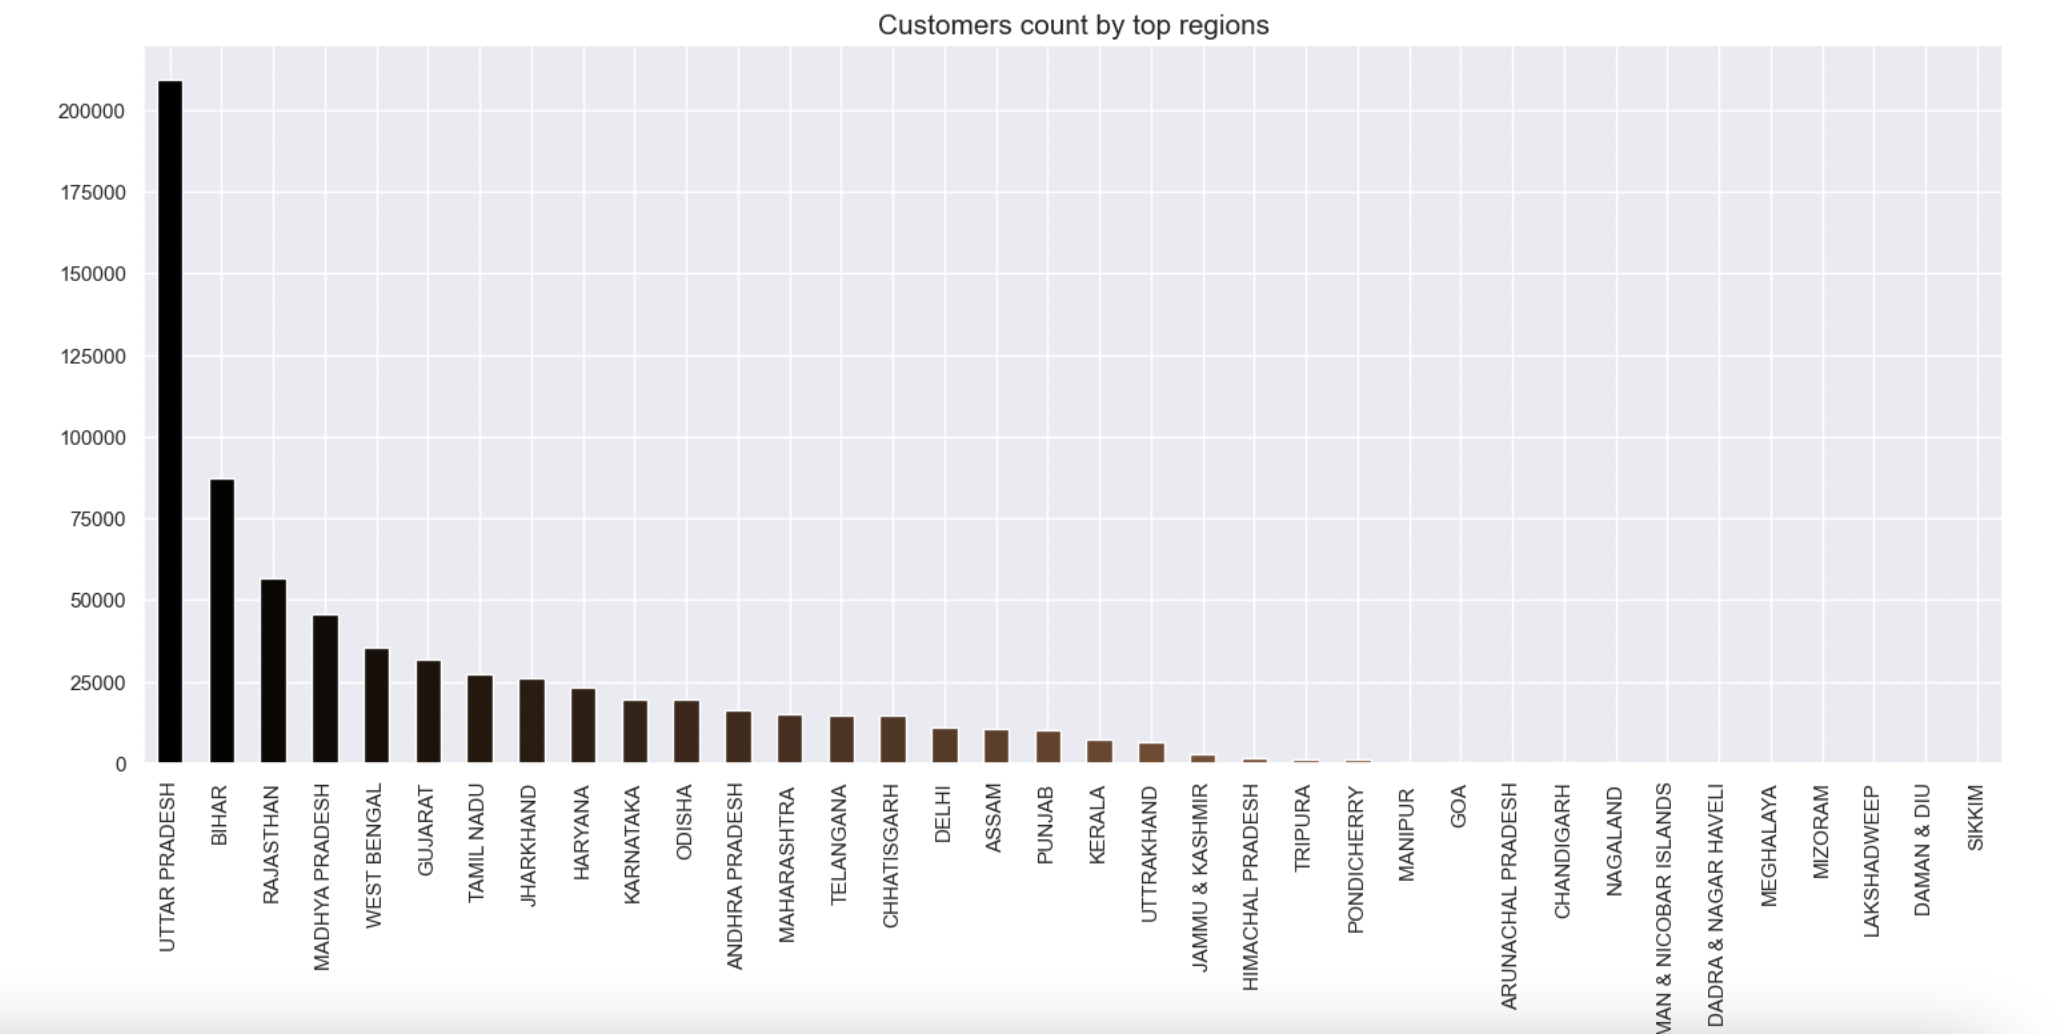 Customers count by top regions
200000
175000
150000
125000
100000
75000
50000
25000
0
UTTAR PRADESH
BIHAR
RAJASTHAN
MADHYA PRADESH
WEST BENGAL
GUJARAT
TAMIL NADU
JHARKHAND
HARYANA
KARNATAKA
ODISHA
ANDHRA PRADESH
MAHARASHTRA
TELANGANA
CHHATISGARH
DELHI
ASSAM
PUNJAB
KERALA
UTTRAKHAND
JAMMU & KASHMIR
HIMACHAL PRADESH
TRIPURA
PONDICHERRY
MANIPUR
GOA
ARUNACHAL PRADESH
CHANDIGARH
NAGALAND
MAN & NICOBAR ISLANDS
DADRA & NAGAR HAVELI
MEGHALAYA
MIZORAM
LAKSHADWEEP
DAMAN & DIU
SIKKIM